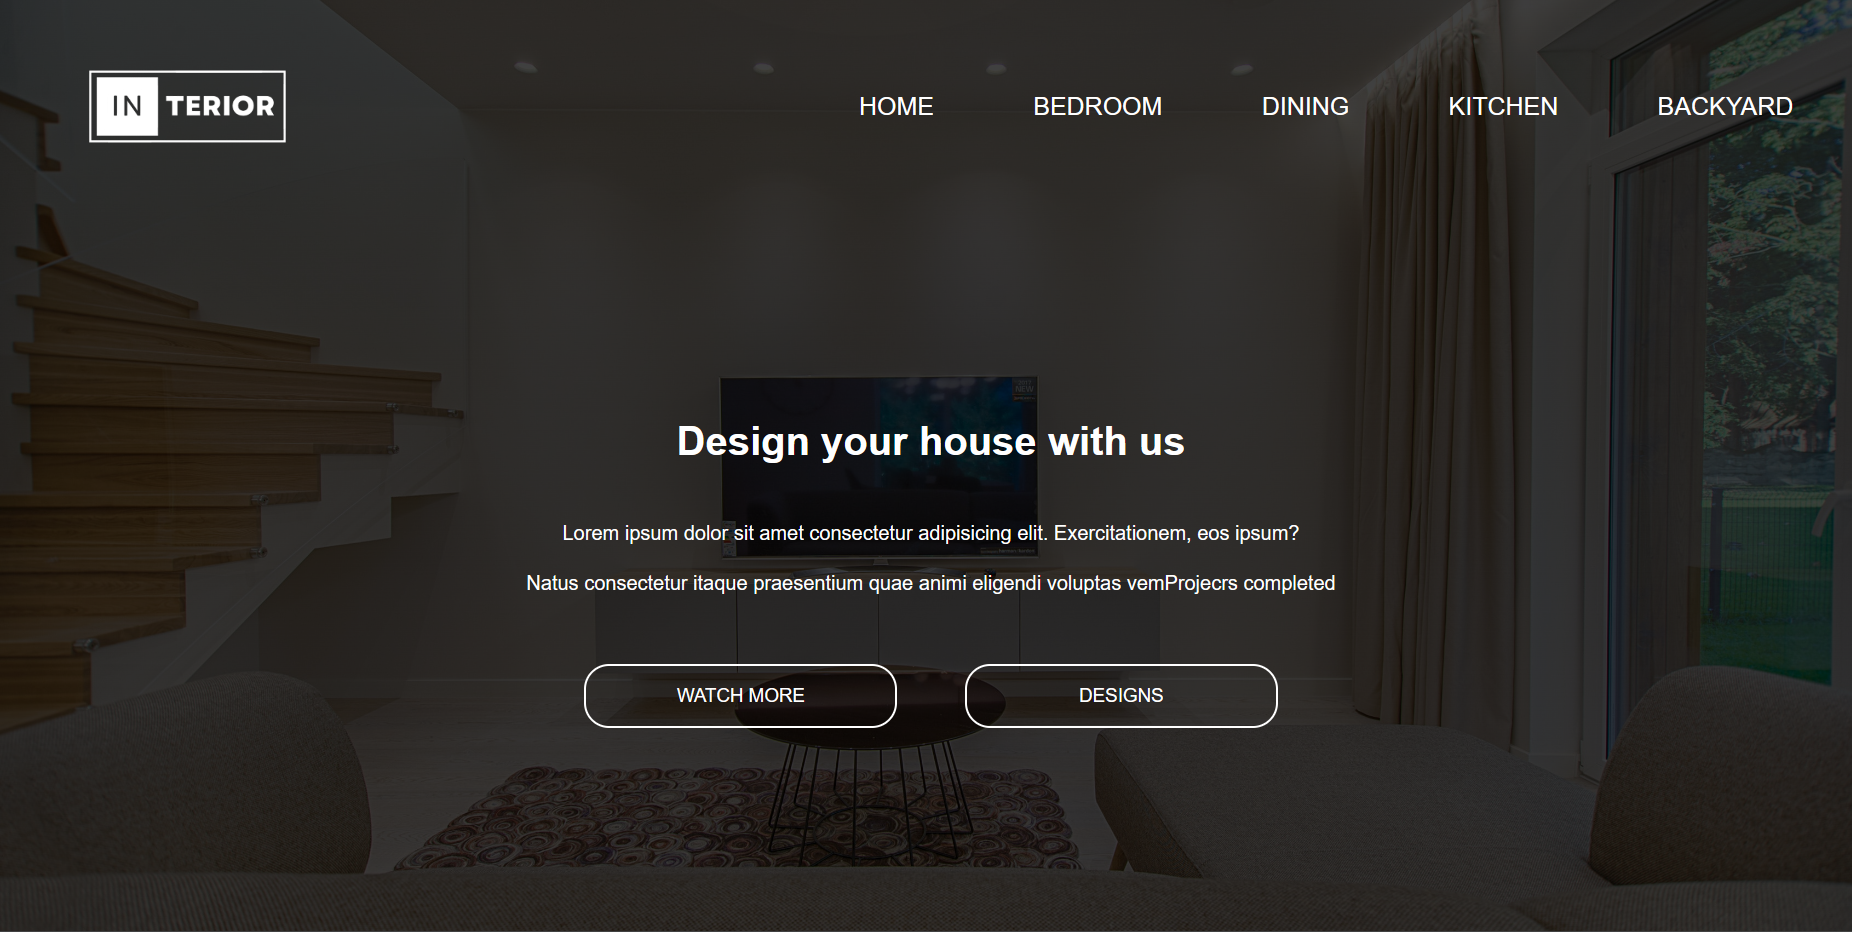 IN TERIOR
HOME BEDROOM DINING KITCHEN BACKYARD
Design your house with us
Lorem ipsum dolor sit amet consectetur adipisicing elit. Exercitationem, eos ipsum?
Natus consectetur itaque praesentium quae animi eligendi voluptas vemProjecrs completed
WATCH MORE DESIGNS